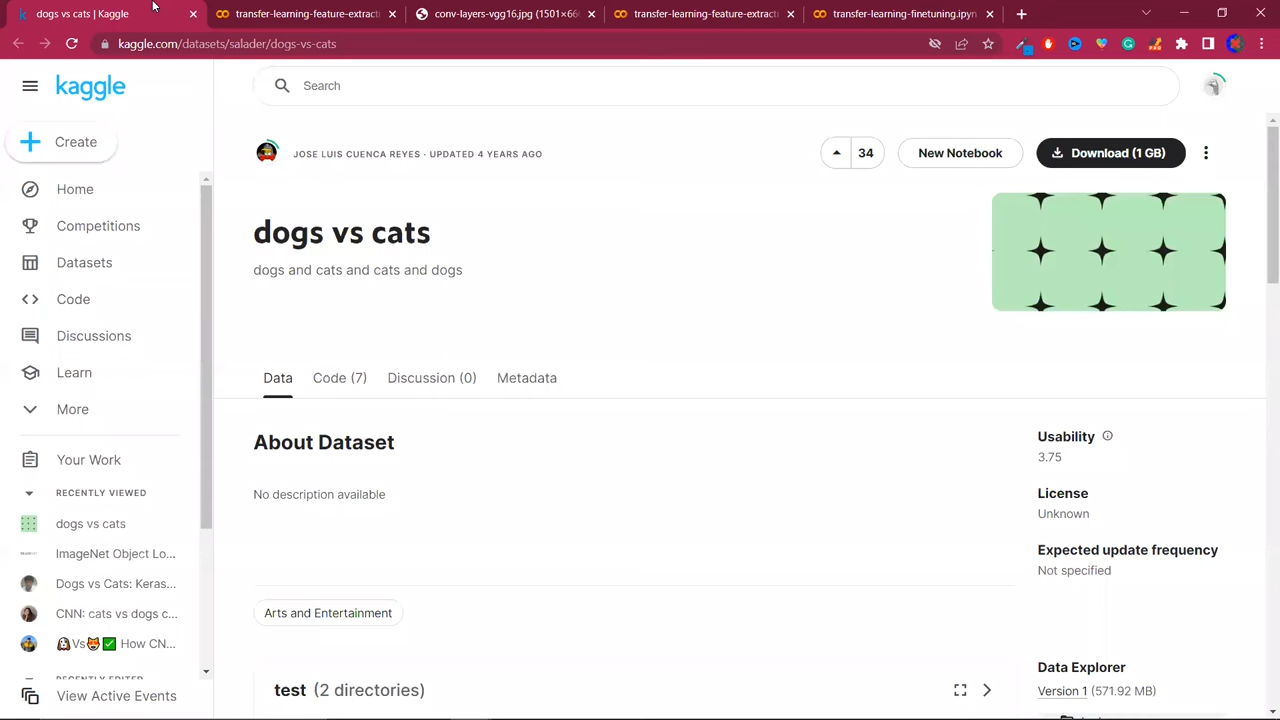 dogs vs cats | Kaggle
transfer-learning-feature-extracti
conv-layers-vgg16.jpg (1501×66
transfer-learning-feature-extracti
transfer-learning-finetuning.ipyn
kaggle.com/datasets/salader/dogs-vs-cats
kaggle
Search
Create
Home
Competitions
Datasets
Code
Discussions
Learn
More
Your Work
RECENTLY VIEWED
dogs vs cats
ImageNet Object Lo...
Dogs vs Cats: Keras...
CNN: cats vs dogs c...
🐶Vs😺✅ How CN...
View Active Events
JOSE LUIS CUENCA REYES · UPDATED 4 YEARS AGO
34
New Notebook
Download (1 GB)
dogs vs cats
dogs and cats and cats and dogs
Data
Code (7)
Discussion (0)
Metadata
About Dataset
No description available
Arts and Entertainment
test (2 directories)
Usability
3.75
License
Unknown
Expected update frequency
Not specified
Data Explorer
Version 1 (571.92 MB)